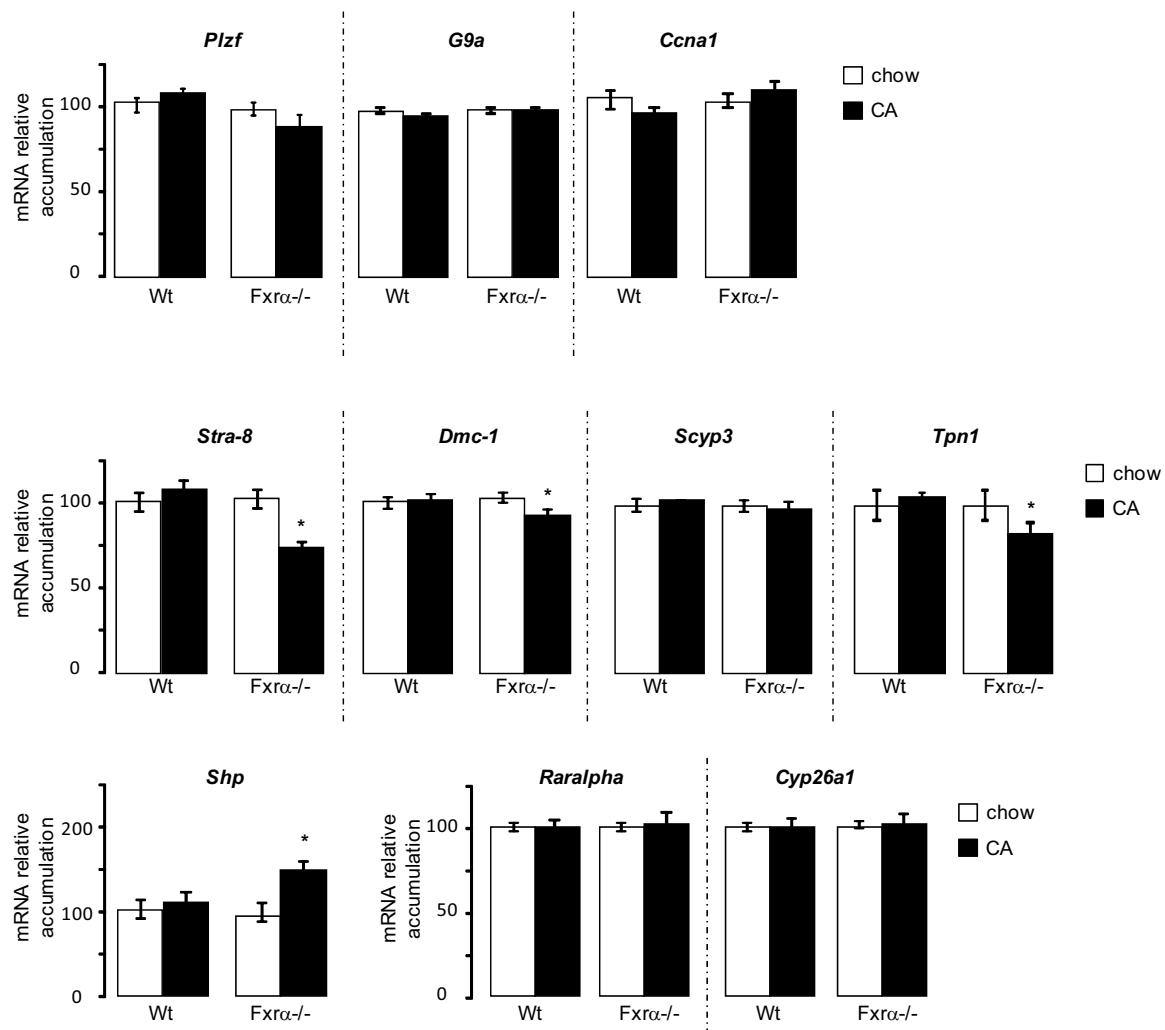 Plzf G9a Ccna1
chow
CA
mRNA relative
accumulation
100
50
0
Wt Fxrα-/- Wt Fxrα-/- Wt Fxrα-/-
Stra-8 Dmc-1 Scyp3 Tpn1
chow
CA
mRNA relative
accumulation
100
50
0
* * *
Wt Fxrα-/- Wt Fxrα-/- Wt Fxrα-/- Wt Fxrα-/-
Shp Raralpha Cyp26a1
chow
CA
mRNA relative
accumulation
200
100
0
*
mRNA relative
accumulation
100
50
0
Wt Fxrα-/- Wt Fxrα-/- Wt Fxrα-/-